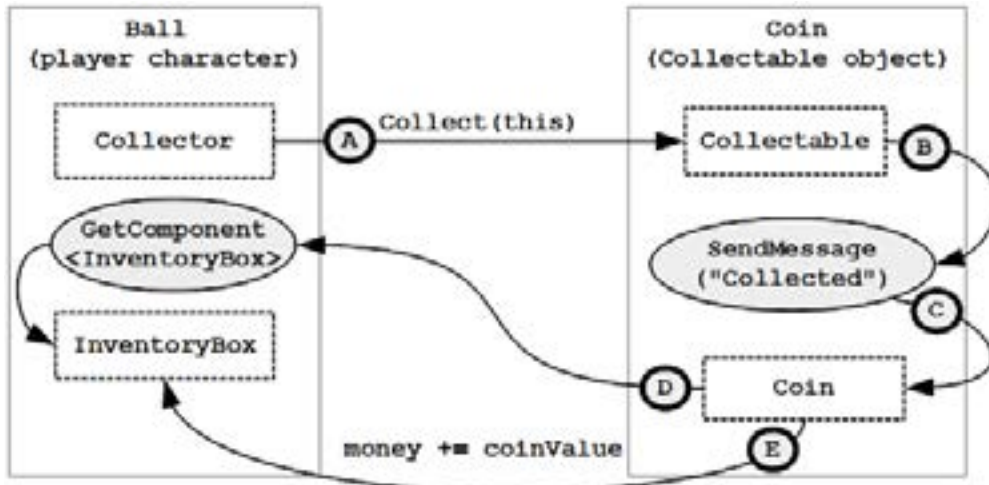 Ball
(player character)
Coin
(Collectable object)
Collector
A
Collect(this)
Collectable
B
GetComponent
<InventoryBox>
SendMessage
("Collected")
C
InventoryBox
D
Coin
money += coinValue
E